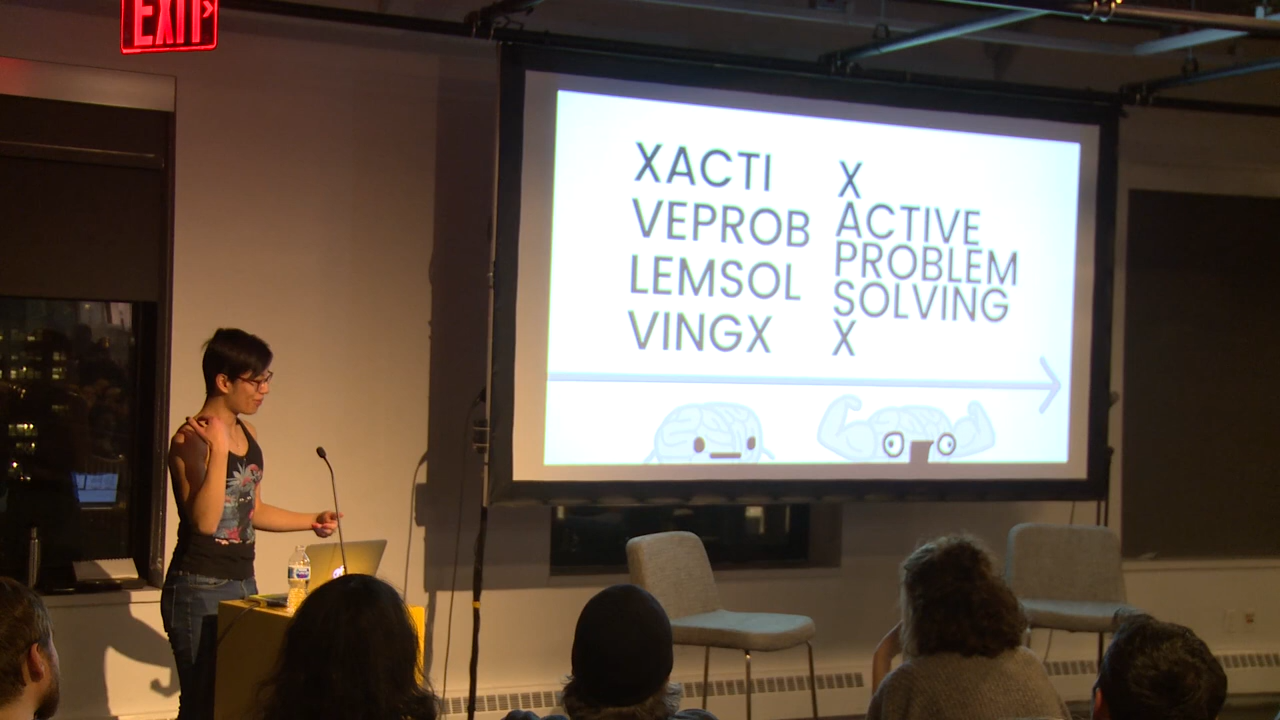 EXIT
XACTI
VEPROB
LEMSOL
VINGX
X
ACTIVE
PROBLEM
SOLVING
X